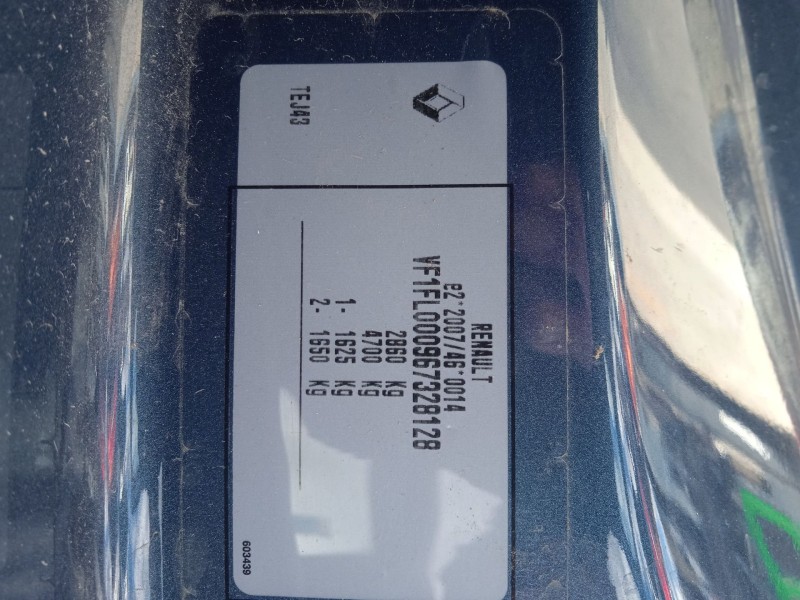 TEJ43
RENAULT
e2*2007/46*0014
VF1FL000967328128
2860 Kg
4700 Kg
1- 1625 Kg
2- 1650 Kg
603439